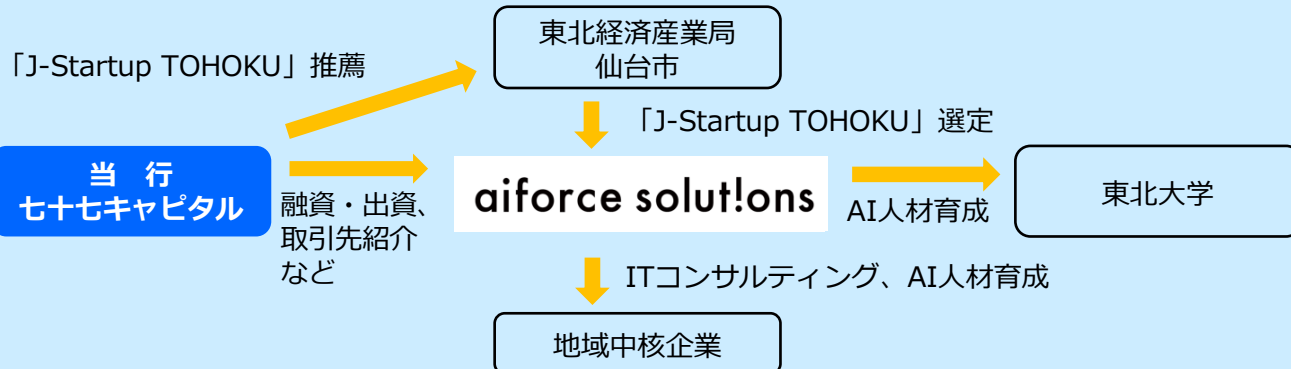 東北経済産業局
仙台市
「J-Startup TOHOKU」推薦
「J-Startup TOHOKU」選定
当　行
七十七キャピタル
融資・出資、
取引先紹介
など
aiforce solut!ons
AI人材育成
東北大学
ITコンサルティング、AI人材育成
地域中核企業